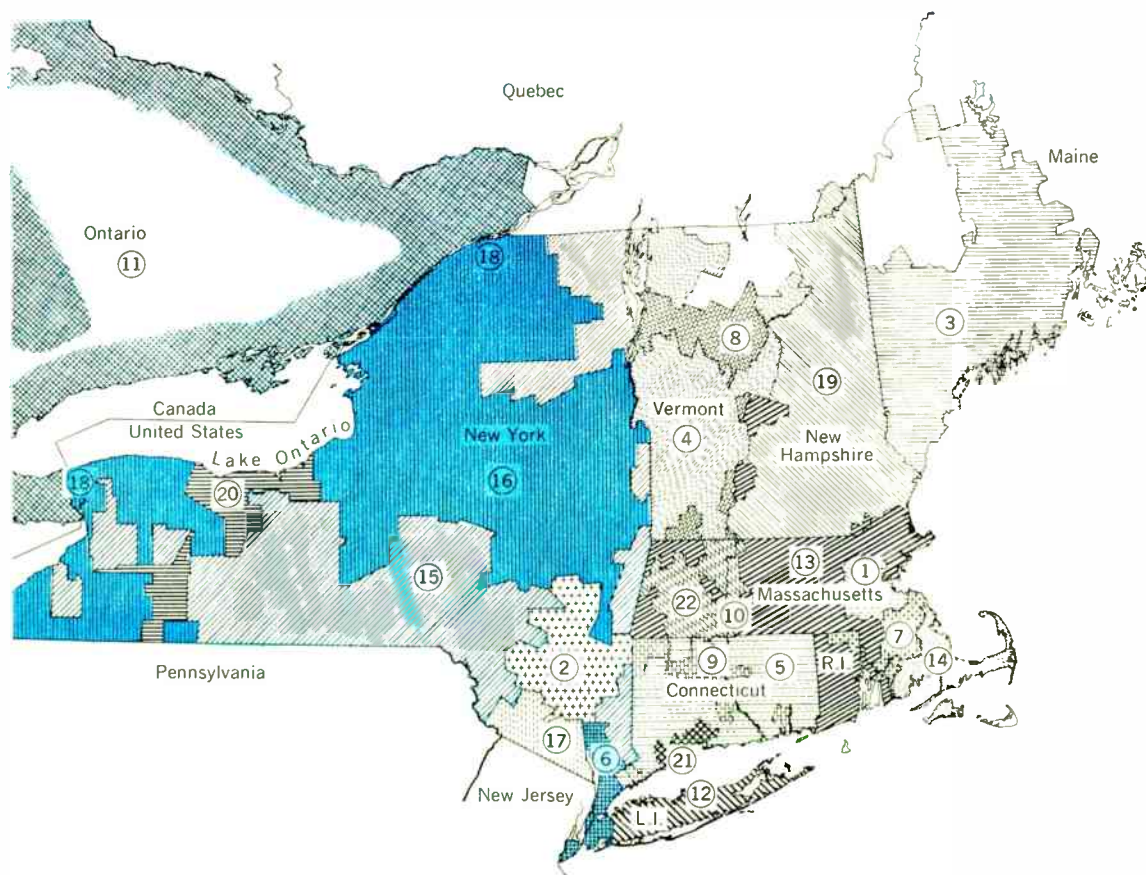 Quebec
Maine
Ontario
11
18
3
8
19
Canada
United States
Lake Ontario
Vermont
4
New York
New
Hampshire
18
20
16
13
1
15
Massachusetts
22
10
7
Pennsylvania
2
9
5
R.I.
14
Connecticut
17
6
21
New Jersey
12
L.I.